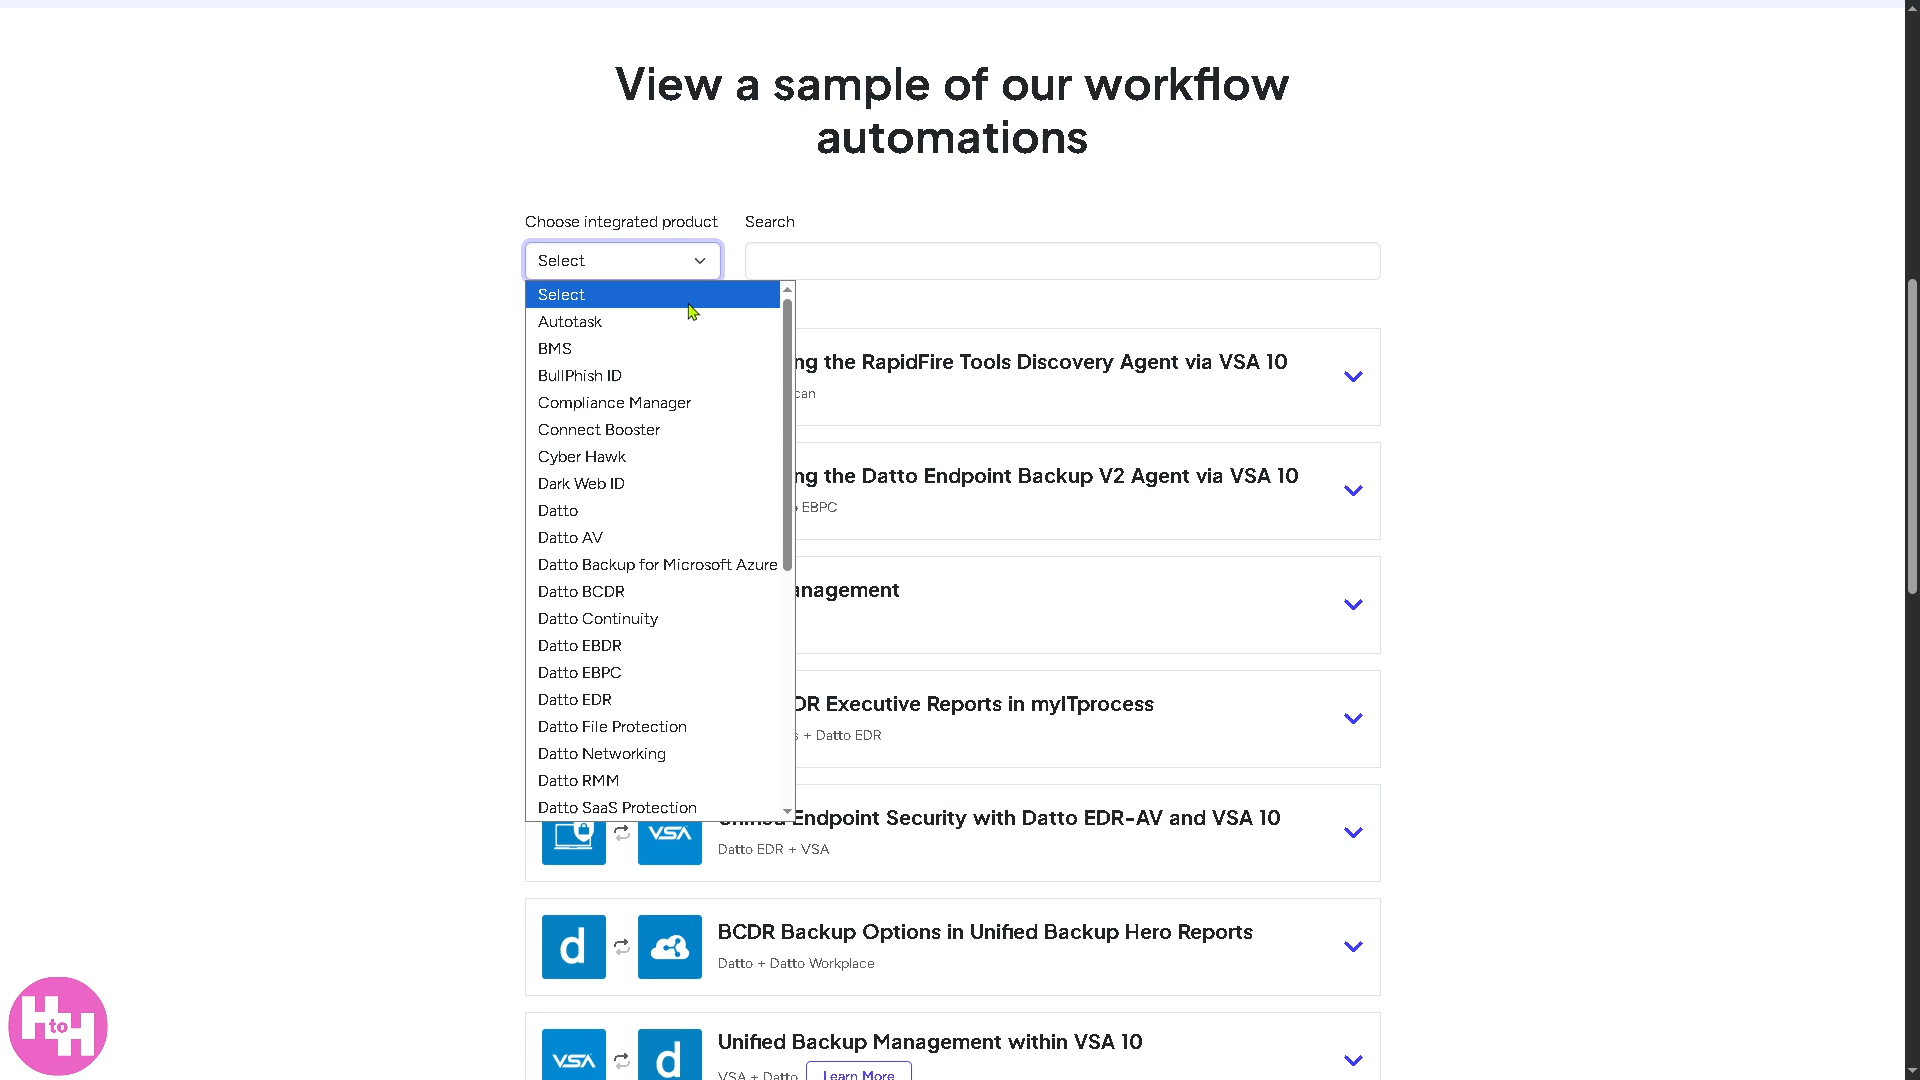 View a sample of our workflow
automations
Choose integrated product
Search
Select
Select
Autotask
BMS
BullPhish ID
Compliance Manager
Connect Booster
Cyber Hawk
Dark Web ID
Datto
Datto AV
Datto Backup for Microsoft Azure
Datto BCDR
Datto Continuity
Datto EBDR
Datto EBPC
Datto EDR
Datto File Protection
Datto Networking
Datto RMM
Datto SaaS Protection
the RapidFire Tools Discovery Agent via VSA 10
the Datto Endpoint Backup V2 Agent via VSA 10
EBPC
Executive Reports in myITprocess
+ Datto EDR
Unified Endpoint Security with Datto EDR-AV and VSA 10
VSA
Datto EDR + VSA
d
BCDR Backup Options in Unified Backup Hero Reports
Datto + Datto Workplace
VSA
d
Unified Backup Management within VSA 10
VSA + Datto
Learn More
H to H